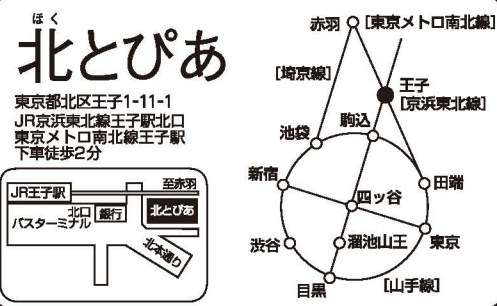 ほく
北とぴあ
東京都北区王子1-11-1
JR京浜東北線王子駅北口
東京メトロ南北線王子駅
下車徒歩2分
至赤羽
JR王子駅
北口
銀行
北とぴあ
バスターミナル
北本通り
赤羽
[東京メトロ南北線]
[埼京線]
王子
[京浜東北線]
駒込
池袋
新宿
田端
四ッ谷
渋谷
溜池山王
東京
目黒
[山手線]